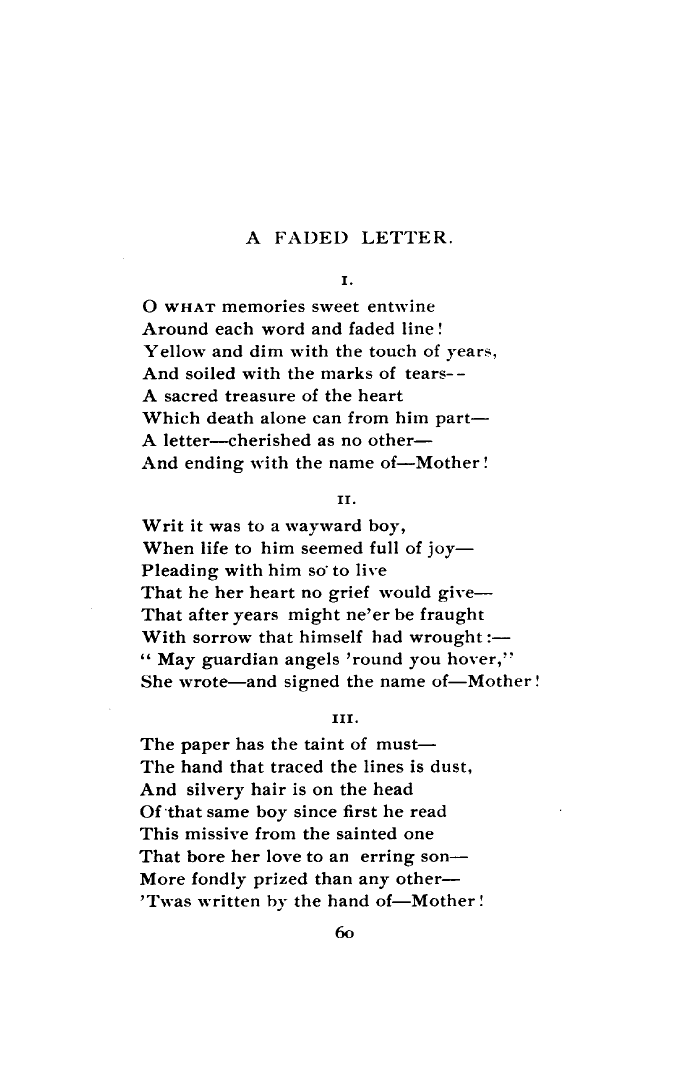 A FADED LETTER.
I.
O WHAT memories sweet entwine
Around each word and faded line!
Yellow and dim with the touch of years,
And soiled with the marks of tears--
A sacred treasure of the heart
Which death alone can from him part—
A letter—cherished as no other—
And ending with the name of—Mother!
II.
Writ it was to a wayward boy,
When life to him seemed full of joy—
Pleading with him so to live
That he her heart no grief would give—
That after years might ne'er be fraught
With sorrow that himself had wrought:—
“ May guardian angels ’round you hover,”
She wrote—and signed the name of—Mother!
III.
The paper has the taint of must—
The hand that traced the lines is dust,
And silvery hair is on the head
Of that same boy since first he read
This missive from the sainted one
That bore her love to an erring son—
More fondly prized than any other—
’Twas written by the hand of—Mother!
60